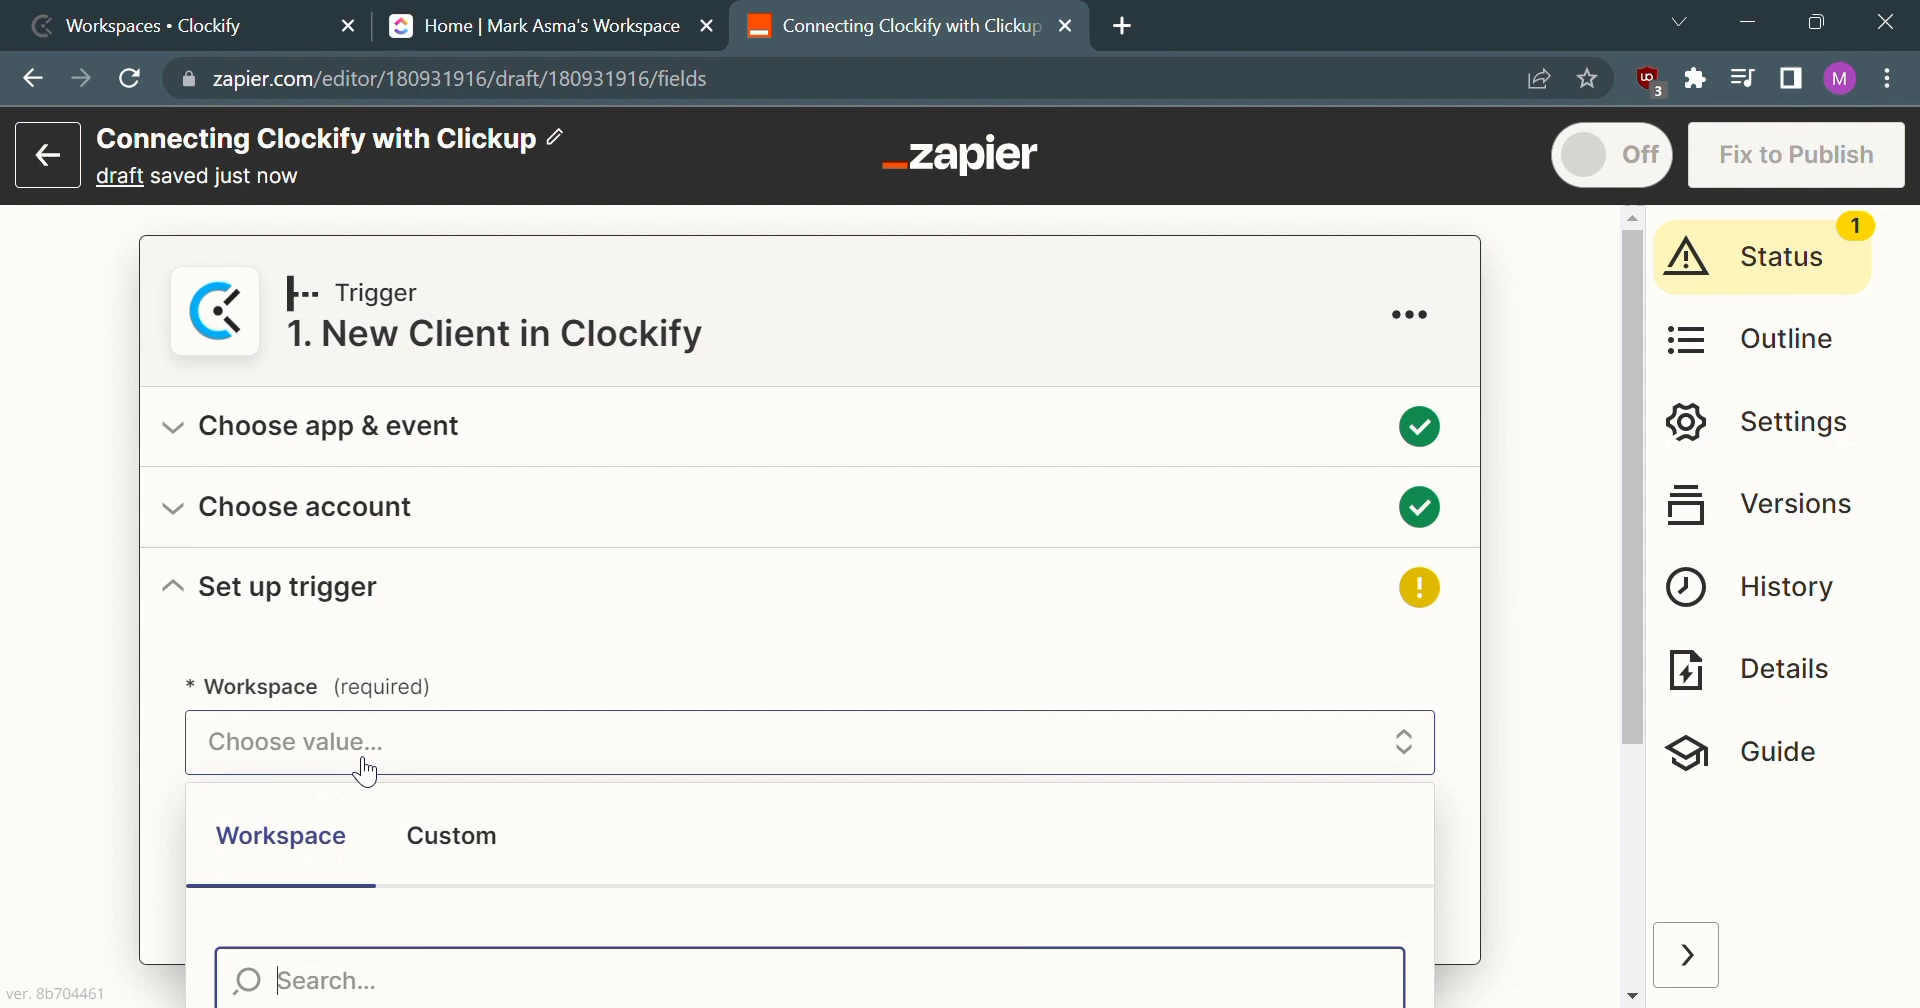 Workspaces • Clockify
Home | Mark Asma's Workspace
Connecting Clockify with Clickup
zapier.com/editor/180931916/draft/180931916/fields
3
M
Connecting Clockify with Clickup
draft saved just now
_zapier
Off
Fix to Publish
Trigger
1. New Client in Clockify
Choose app & event
Choose account
Set up trigger
* Workspace (required)
Choose value...
Workspace
Custom
Search...
1
Status
Outline
Settings
Versions
History
Details
Guide
ver. 8b704461